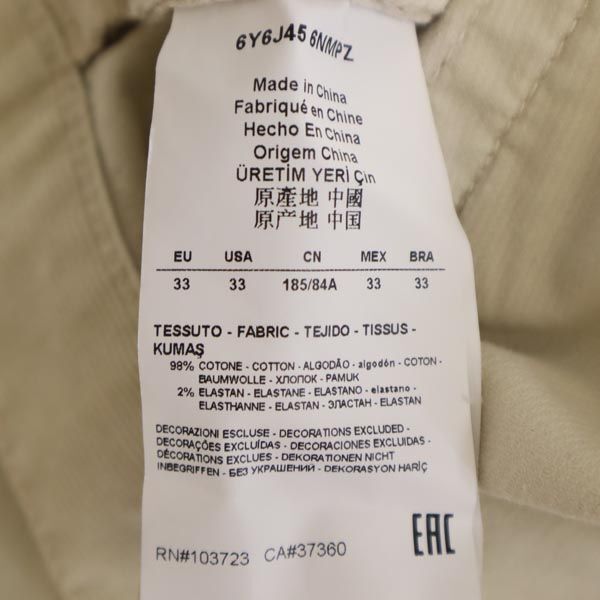 6Y6J45 6NMPZ
Made in China
Fabriqué en Chine
Hecho En China
Origem China
ÜRETİM YERİ Çin
原產地 中國
原产地 中国
EU USA CN MEX BRA
33 33 185/84A 33 33
TESSUTO - FABRIC - TEJIDO - TISSUS -
KUMAŞ
98% COTONE - COTTON - ALGODÃO - algodón - COTON -
BAUMWOLLE - ХЛОПОК - PAMUK
2% ELASTAN - ELASTANE - ELASTANO - elastano -
ELASTHANNE - ELASTAN - ЭЛАСТАН - ELASTAN
DECORAZIONI ESCLUSE - DECORATIONS EXCLUDED -
DECORAÇÕES EXCLUÍDAS - DECORACIONES EXCLUIDAS -
DÉCORATIONS EXCLUES - DEKORATIONEN NICHT
INBEGRIFFEN - БЕЗ УКРАШЕНИЙ - DEKORASYON HARİÇ
RN#103723 CA#37360
EAC